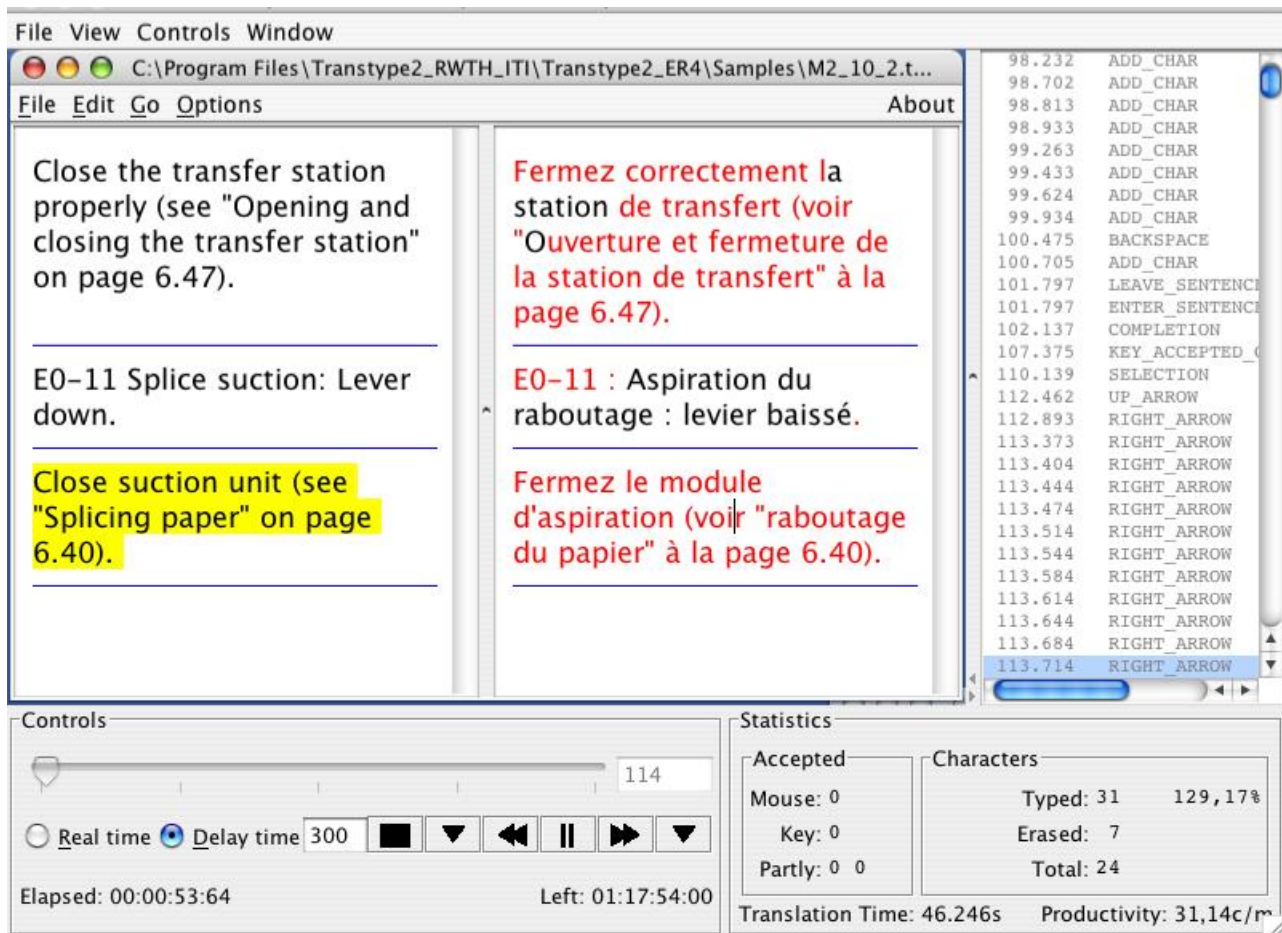 File View Controls Window
C:\Program Files\Transtype2_RWTH_ITI\Transtype2_ER4\Samples\M2_10_2.t...
File Edit Go Options About
Close the transfer station
properly (see "Opening and
closing the transfer station"
on page 6.47).
E0-11 Splice suction: Lever
down.
Close suction unit (see
"Splicing paper" on page
6.40).
Fermez correctement la
station de transfert (voir
"Ouverture et fermeture de
la station de transfert" à la
page 6.47).
E0-11 : Aspiration du
raboutage : levier baissé.
Fermez le module
d'aspiration (voir "raboutage
du papier" à la page 6.40).
98.232 ADD_CHAR
98.702 ADD_CHAR
98.813 ADD_CHAR
98.933 ADD_CHAR
99.263 ADD_CHAR
99.433 ADD_CHAR
99.624 ADD_CHAR
99.934 ADD_CHAR
100.475 BACKSPACE
100.705 ADD_CHAR
101.797 LEAVE_SENTENCE
101.797 ENTER_SENTENCE
102.137 COMPLETION
107.375 KEY_ACCEPTED_
110.139 SELECTION
112.462 UP_ARROW
112.893 RIGHT_ARROW
113.373 RIGHT_ARROW
113.404 RIGHT_ARROW
113.444 RIGHT_ARROW
113.474 RIGHT_ARROW
113.514 RIGHT_ARROW
113.544 RIGHT_ARROW
113.584 RIGHT_ARROW
113.614 RIGHT_ARROW
113.644 RIGHT_ARROW
113.684 RIGHT_ARROW
113.714 RIGHT_ARROW
Controls
114
Real time Delay time 300
Elapsed: 00:00:53:64 Left: 01:17:54:00
Statistics
Accepted
Mouse: 0
Key: 0
Partly: 0 0
Characters
Typed: 31 129,17%
Erased: 7
Total: 24
Translation Time: 46.246s Productivity: 31,14c/m